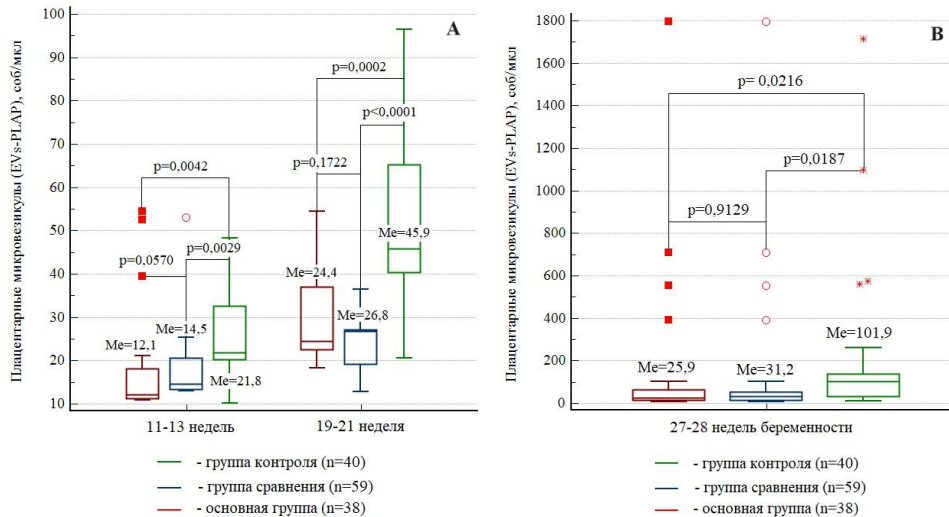 A
Плацентарные микровезикулы (EVs-PLAP), соб/мкл
100
90
80
70
60
50
40
30
20
10
p=0,0002
p<0,0001
p=0,1722
p=0,0042
p=0,0029
p=0,0570
Me=45,9
Me=24,4
Me=26,8
Me=14,5
Me=12,1
Me=21,8
11-13 недель
19-21 неделя
- группа контроля (n=40)
- группа сравнения (n=59)
- основная группа (n=38)
B
Плацентарные микровезикулы (EVs-PLAP), соб/мкл
1800
1600
1400
1200
1000
800
600
400
200
0
p= 0,0216
p=0,0187
p=0,9129
Me=101,9
Me=25,9
Me=31,2
27-28 недель беременности
- группа контроля (n=40)
- группа сравнения (n=59)
- основная группа (n=38)